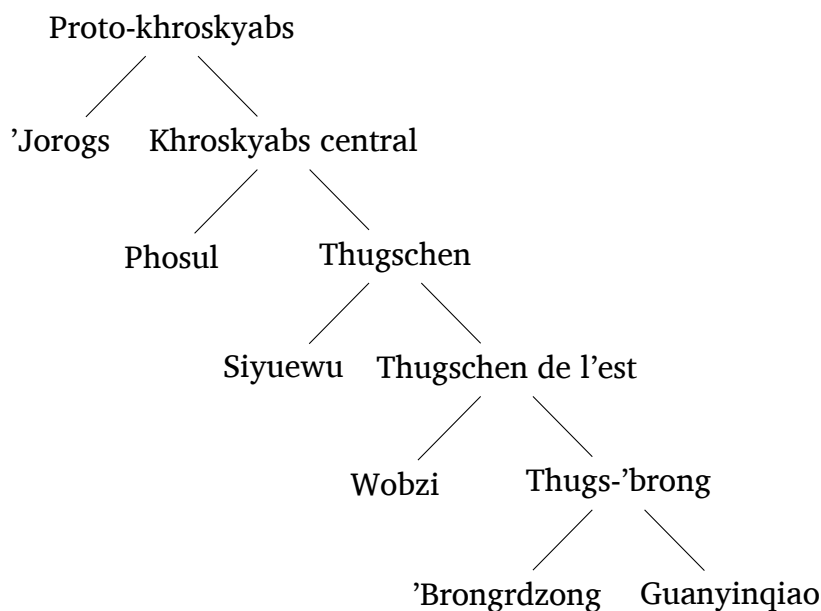 Proto-khroskyabs
’Jorogs Khroskyabs central
Phosul Thugschen
Siyuewu Thugschen de l’est
Wobzi Thugs-’brong
’Brongrdzong Guanyinqiao